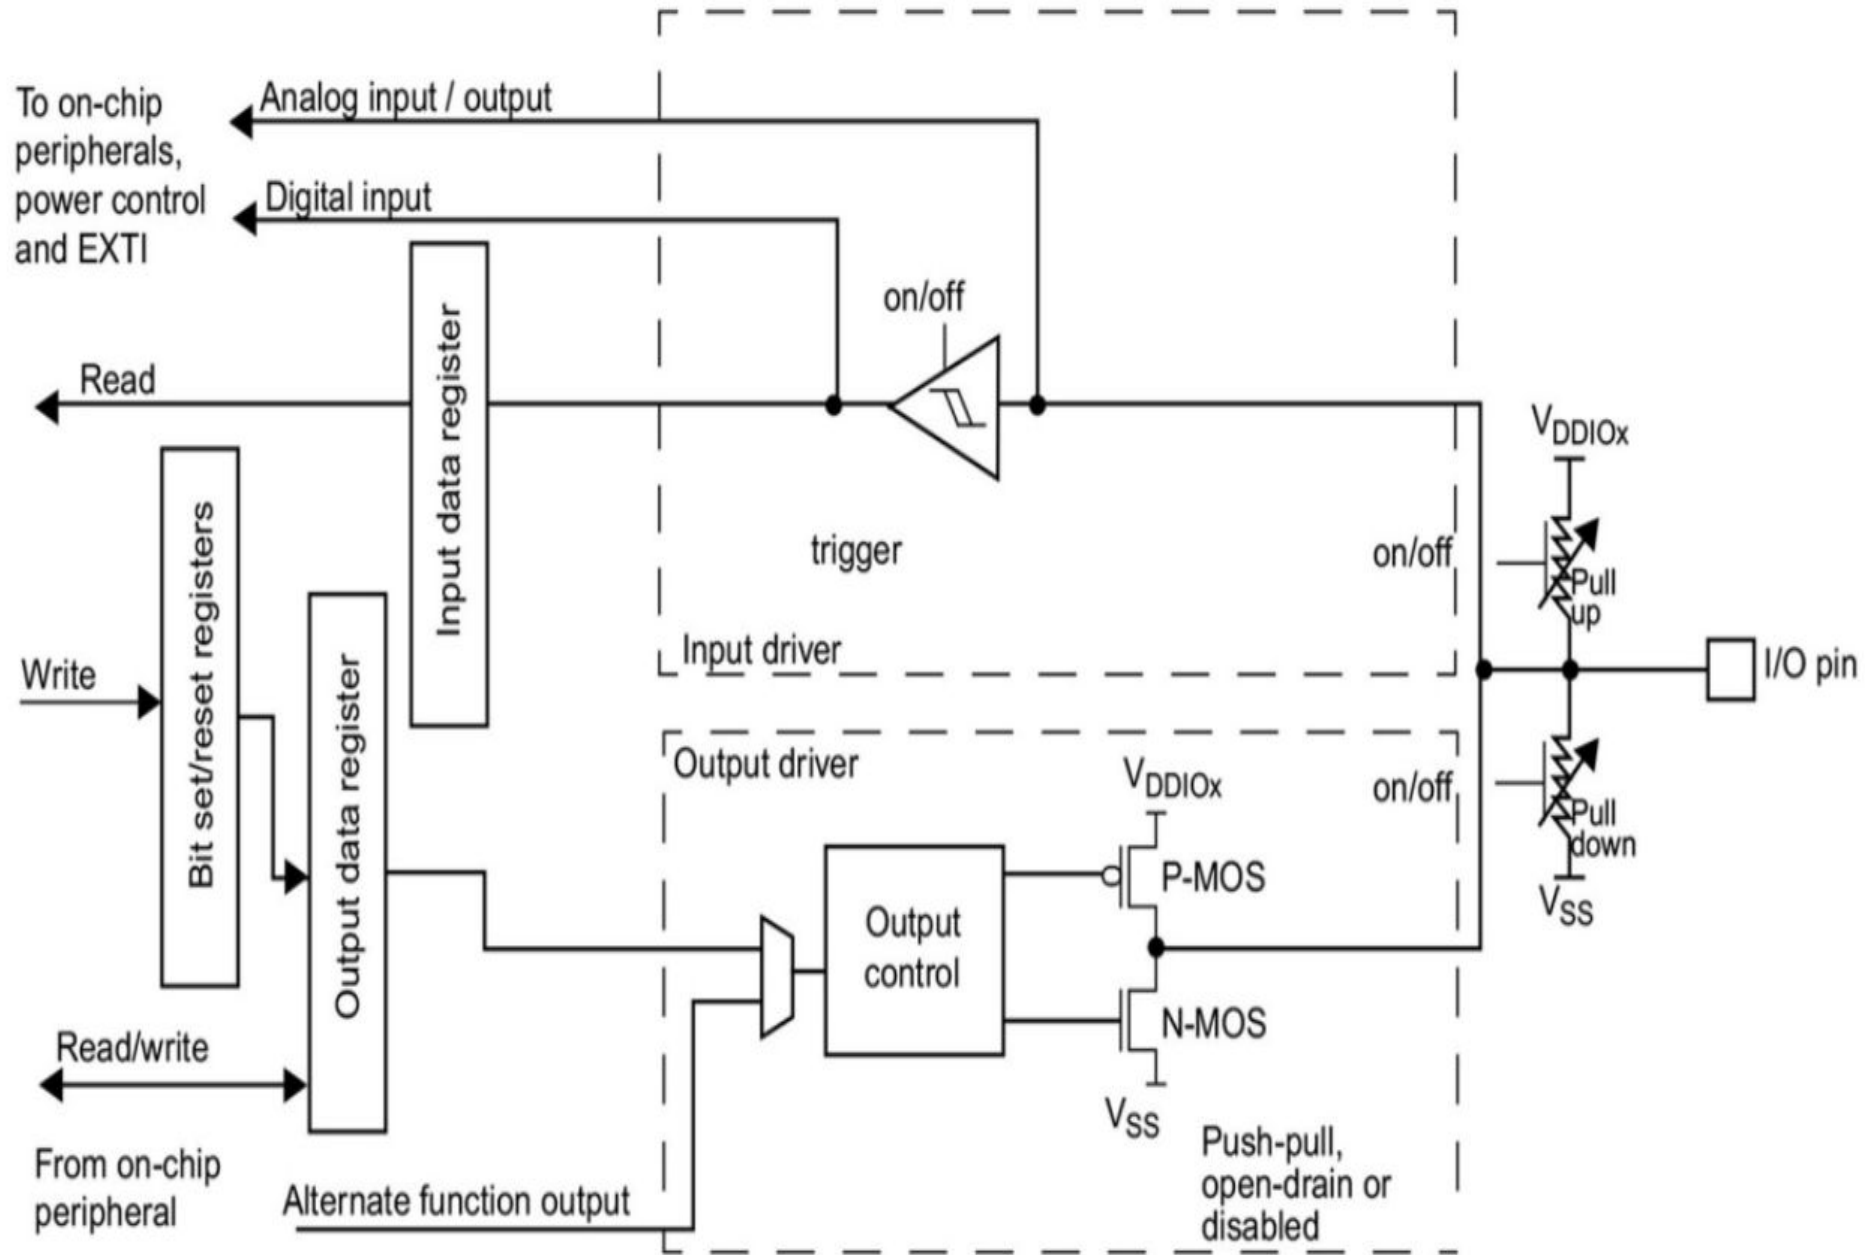 To on-chip
peripherals,
power control
and EXTI
Analog input / output
Digital input
on/off
Read
Input data register
trigger
Input driver
Write
Bit set/reset registers
Output data register
VDDIOx
on/off
Pull
up
I/O pin
on/off
Pull
down
VSS
Output driver
VDDIOx
P-MOS
Output
control
N-MOS
VSS
Push-pull,
open-drain or
disabled
Read/write
From on-chip
peripheral
Alternate function output